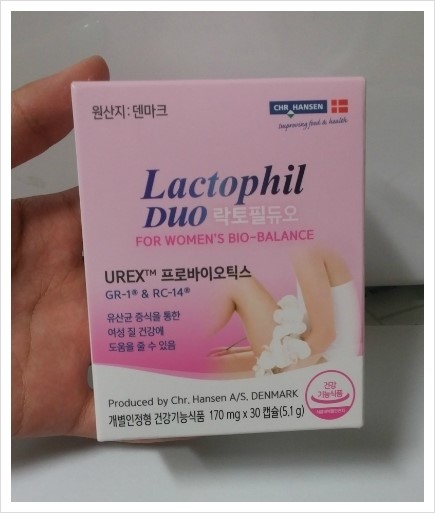 원산지: 덴마크
CHR HANSEN
Improving food & health
Lactophil
DUO 락토필듀오
FOR WOMEN'S BIO-BALANCE
UREX™ 프로바이오틱스
GR-1® & RC-14®
유산균 증식을 통한
여성 질 건강에
도움을 줄 수 있음
건강
기능식품
Produced by Chr. Hansen A/S, DENMARK
개별인정형 건강기능식품 170 mg x 30 캡슐(5.1 g)